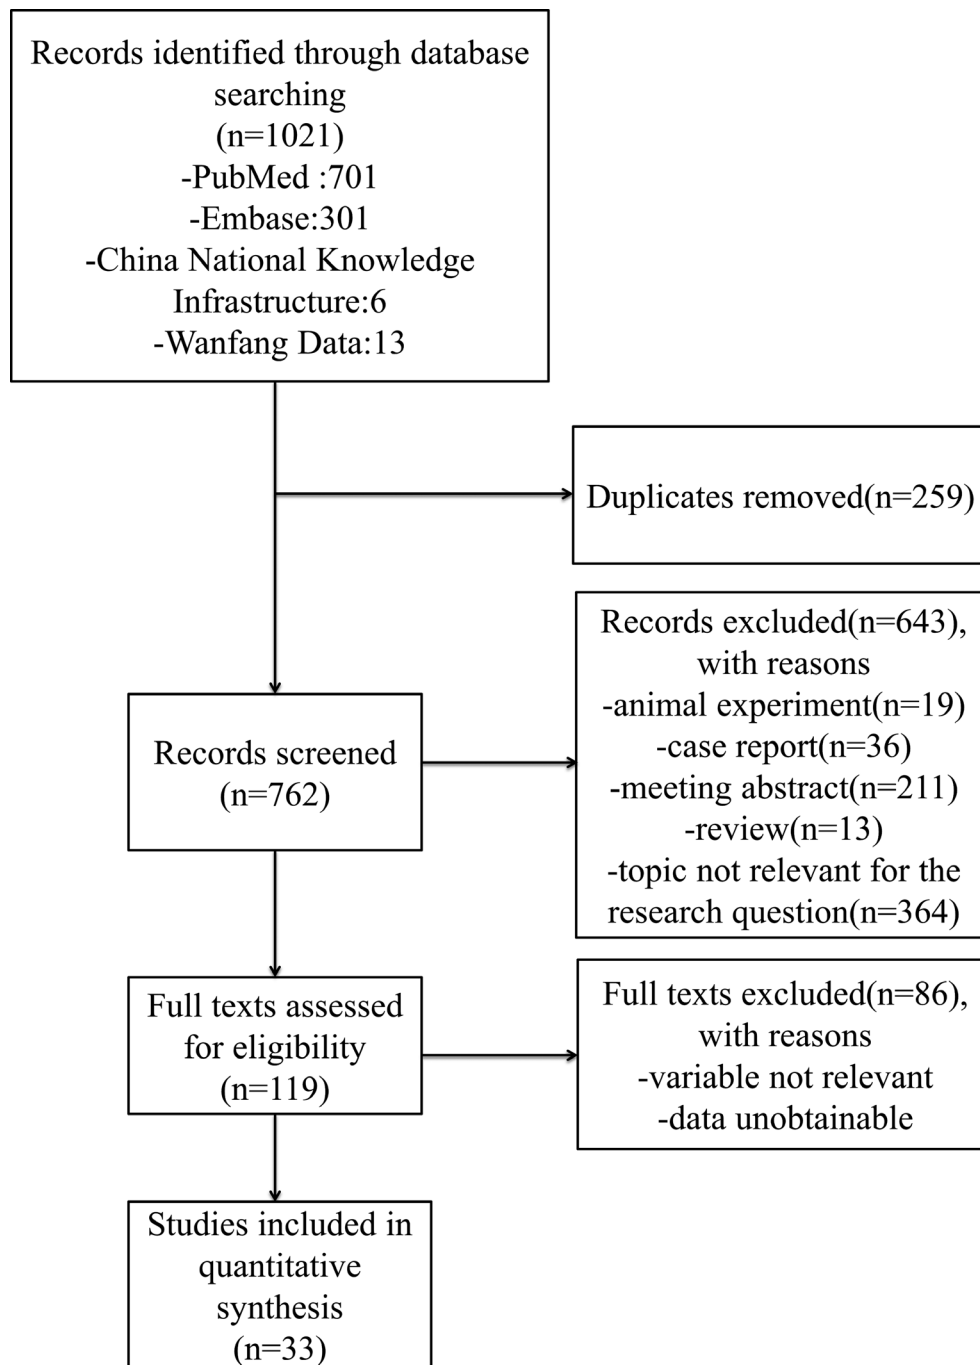 Records identified through database
searching
(n=1021)
-PubMed :701
-Embase:301
-China National Knowledge
Infrastructure:6
-Wanfang Data:13
Duplicates removed(n=259)
Records excluded(n=643),
with reasons
-animal experiment(n=19)
-case report(n=36)
-meeting abstract(n=211)
-review(n=13)
-topic not relevant for the
research question(n=364)
Records screened
(n=762)
Full texts assessed
for eligibility
(n=119)
Full texts excluded(n=86),
with reasons
-variable not relevant
-data unobtainable
Studies included in
quantitative
synthesis
(n=33)